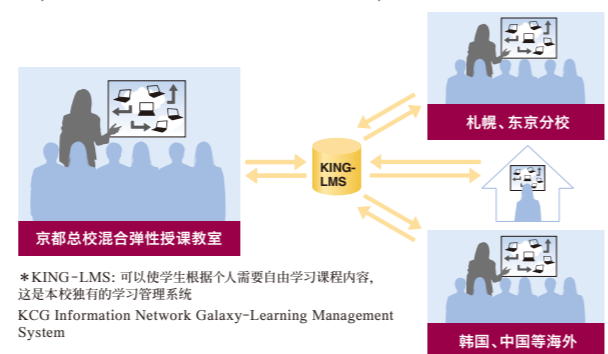 札幌、东京分校
KING-
LMS
京都总校混合弹性授课教室
*KING-LMS: 可以使学生根据个人需要自由学习课程内容，
这是本校独有的学习管理系统
KCG Information Network Galaxy-Learning Management
System
韩国、中国等海外